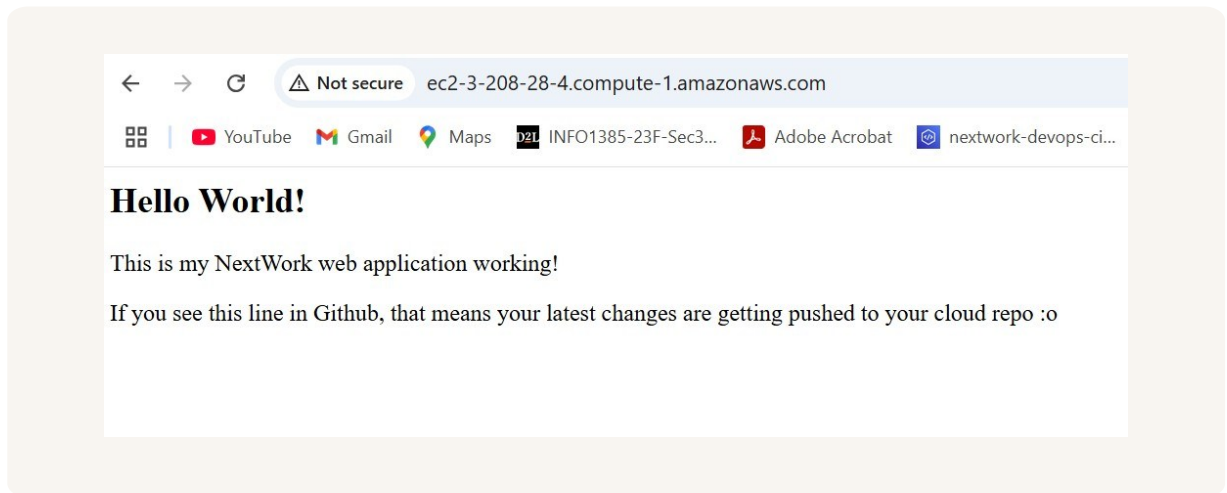 Not secure ec2-3-208-28-4.compute-1.amazonaws.com
YouTube Gmail Maps D2L INFO1385-23F-Sec3... Adobe Acrobat nextwork-devops-ci...
Hello World!
This is my NextWork web application working!
If you see this line in Github, that means your latest changes are getting pushed to your cloud repo :o